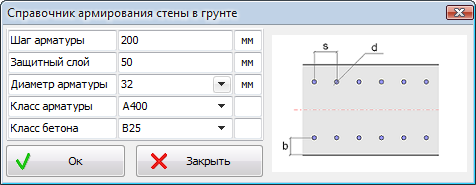 Справочник армирования стены в грунте
Шаг арматуры 200 мм
Защитный слой 50 мм
Диаметр арматуры 32 мм
Класс арматуры A400
Класс бетона B25
Ок Закрыть
s d
b